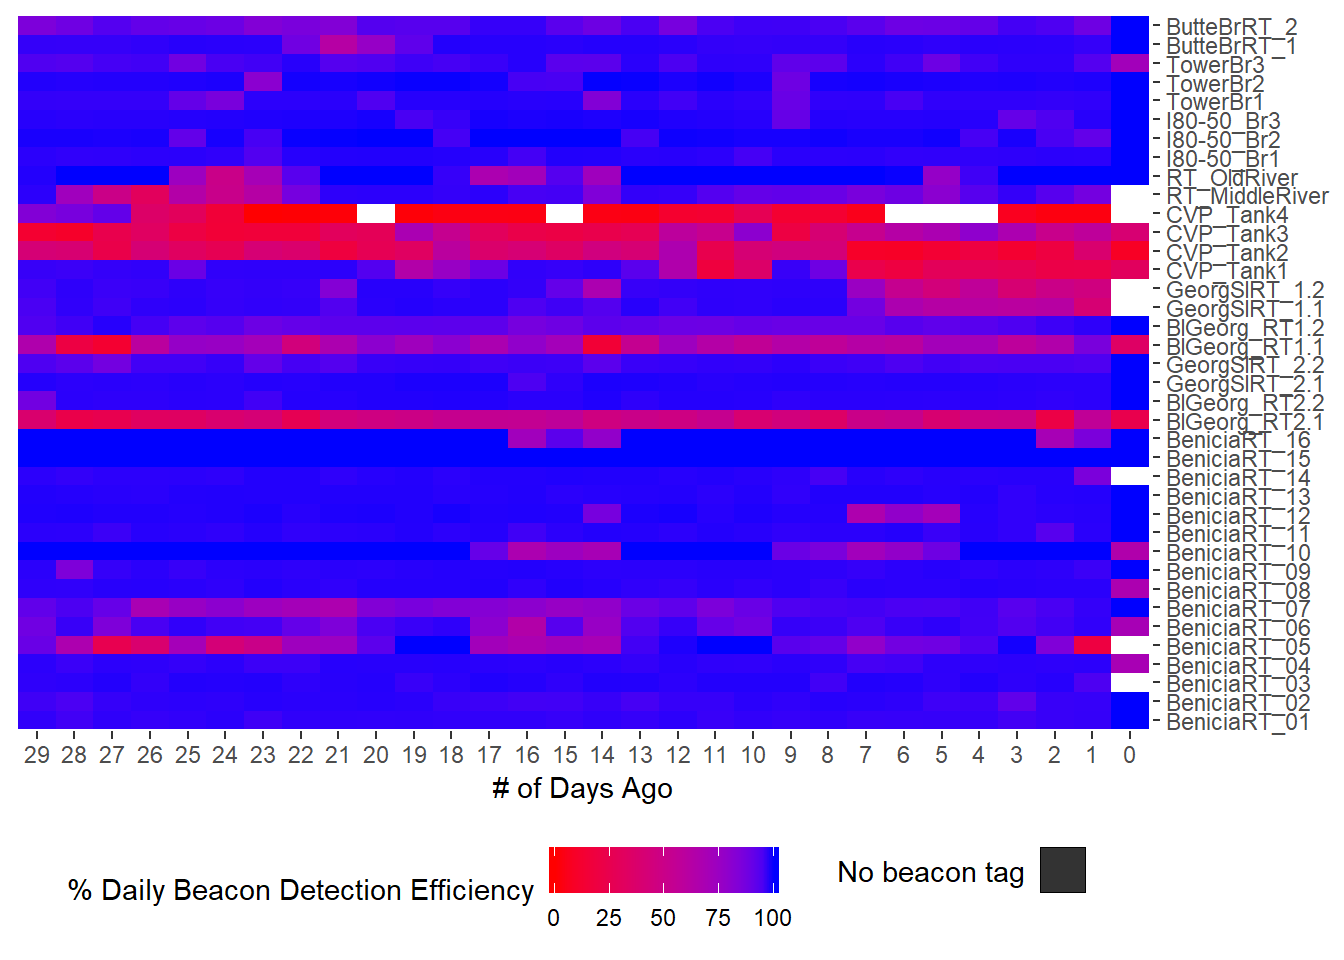 ButteBrRT_2
ButteBrRT_1
TowerBr3
TowerBr2
TowerBr1
I80-50_Br3
I80-50_Br2
I80-50_Br1
RT_OldRiver
RT_MiddleRiver
CVP_Tank4
CVP_Tank3
CVP_Tank2
CVP_Tank1
GeorgSlRT_1.2
GeorgSlRT_1.1
BlGeorg_RT1.2
BlGeorg_RT1.1
GeorgSlRT_2.2
GeorgSlRT_2.1
BlGeorg_RT2.2
BlGeorg_RT2.1
BeniciaRT_16
BeniciaRT_15
BeniciaRT_14
BeniciaRT_13
BeniciaRT_12
BeniciaRT_11
BeniciaRT_10
BeniciaRT_09
BeniciaRT_08
BeniciaRT_07
BeniciaRT_06
BeniciaRT_05
BeniciaRT_04
BeniciaRT_03
BeniciaRT_02
BeniciaRT_01
29 28 27 26 25 24 23 22 21 20 19 18 17 16 15 14 13 12 11 10 9 8 7 6 5 4 3 2 1 0
# of Days Ago
% Daily Beacon Detection Efficiency
0 25 50 75 100
No beacon tag